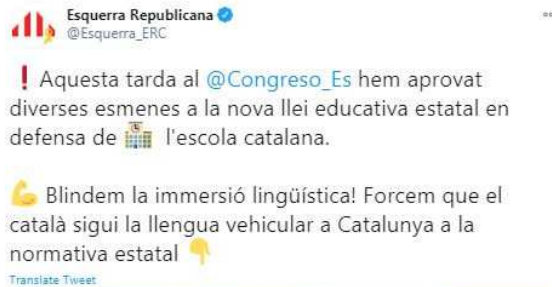 Esquerra Republicana
@Esquerra_ERC
❗ Aquesta tarda al @Congreso_Es hem aprovat
diverses esmenes a la nova llei educativa estatal en
defensa de 🏫 l'escola catalana.
💪 Blindem la immersió lingüística! Forcem que el
català sigui la llengua vehicular a Catalunya a la
normativa estatal 👇
Translate Tweet